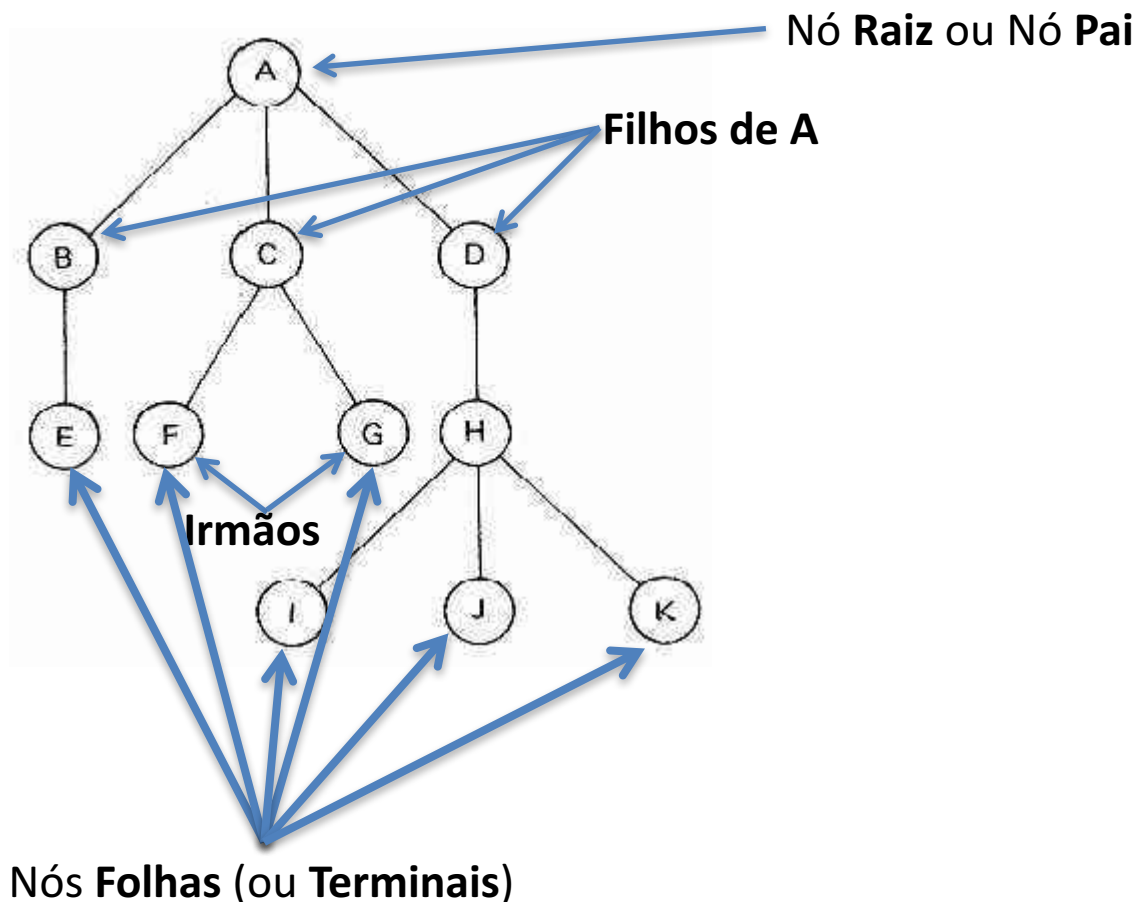 Nó Raiz ou Nó Pai
A
Filhos de A
B
C
D
E
F
G
H
Irmãos
I
J
K
Nós Folhas (ou Terminais)